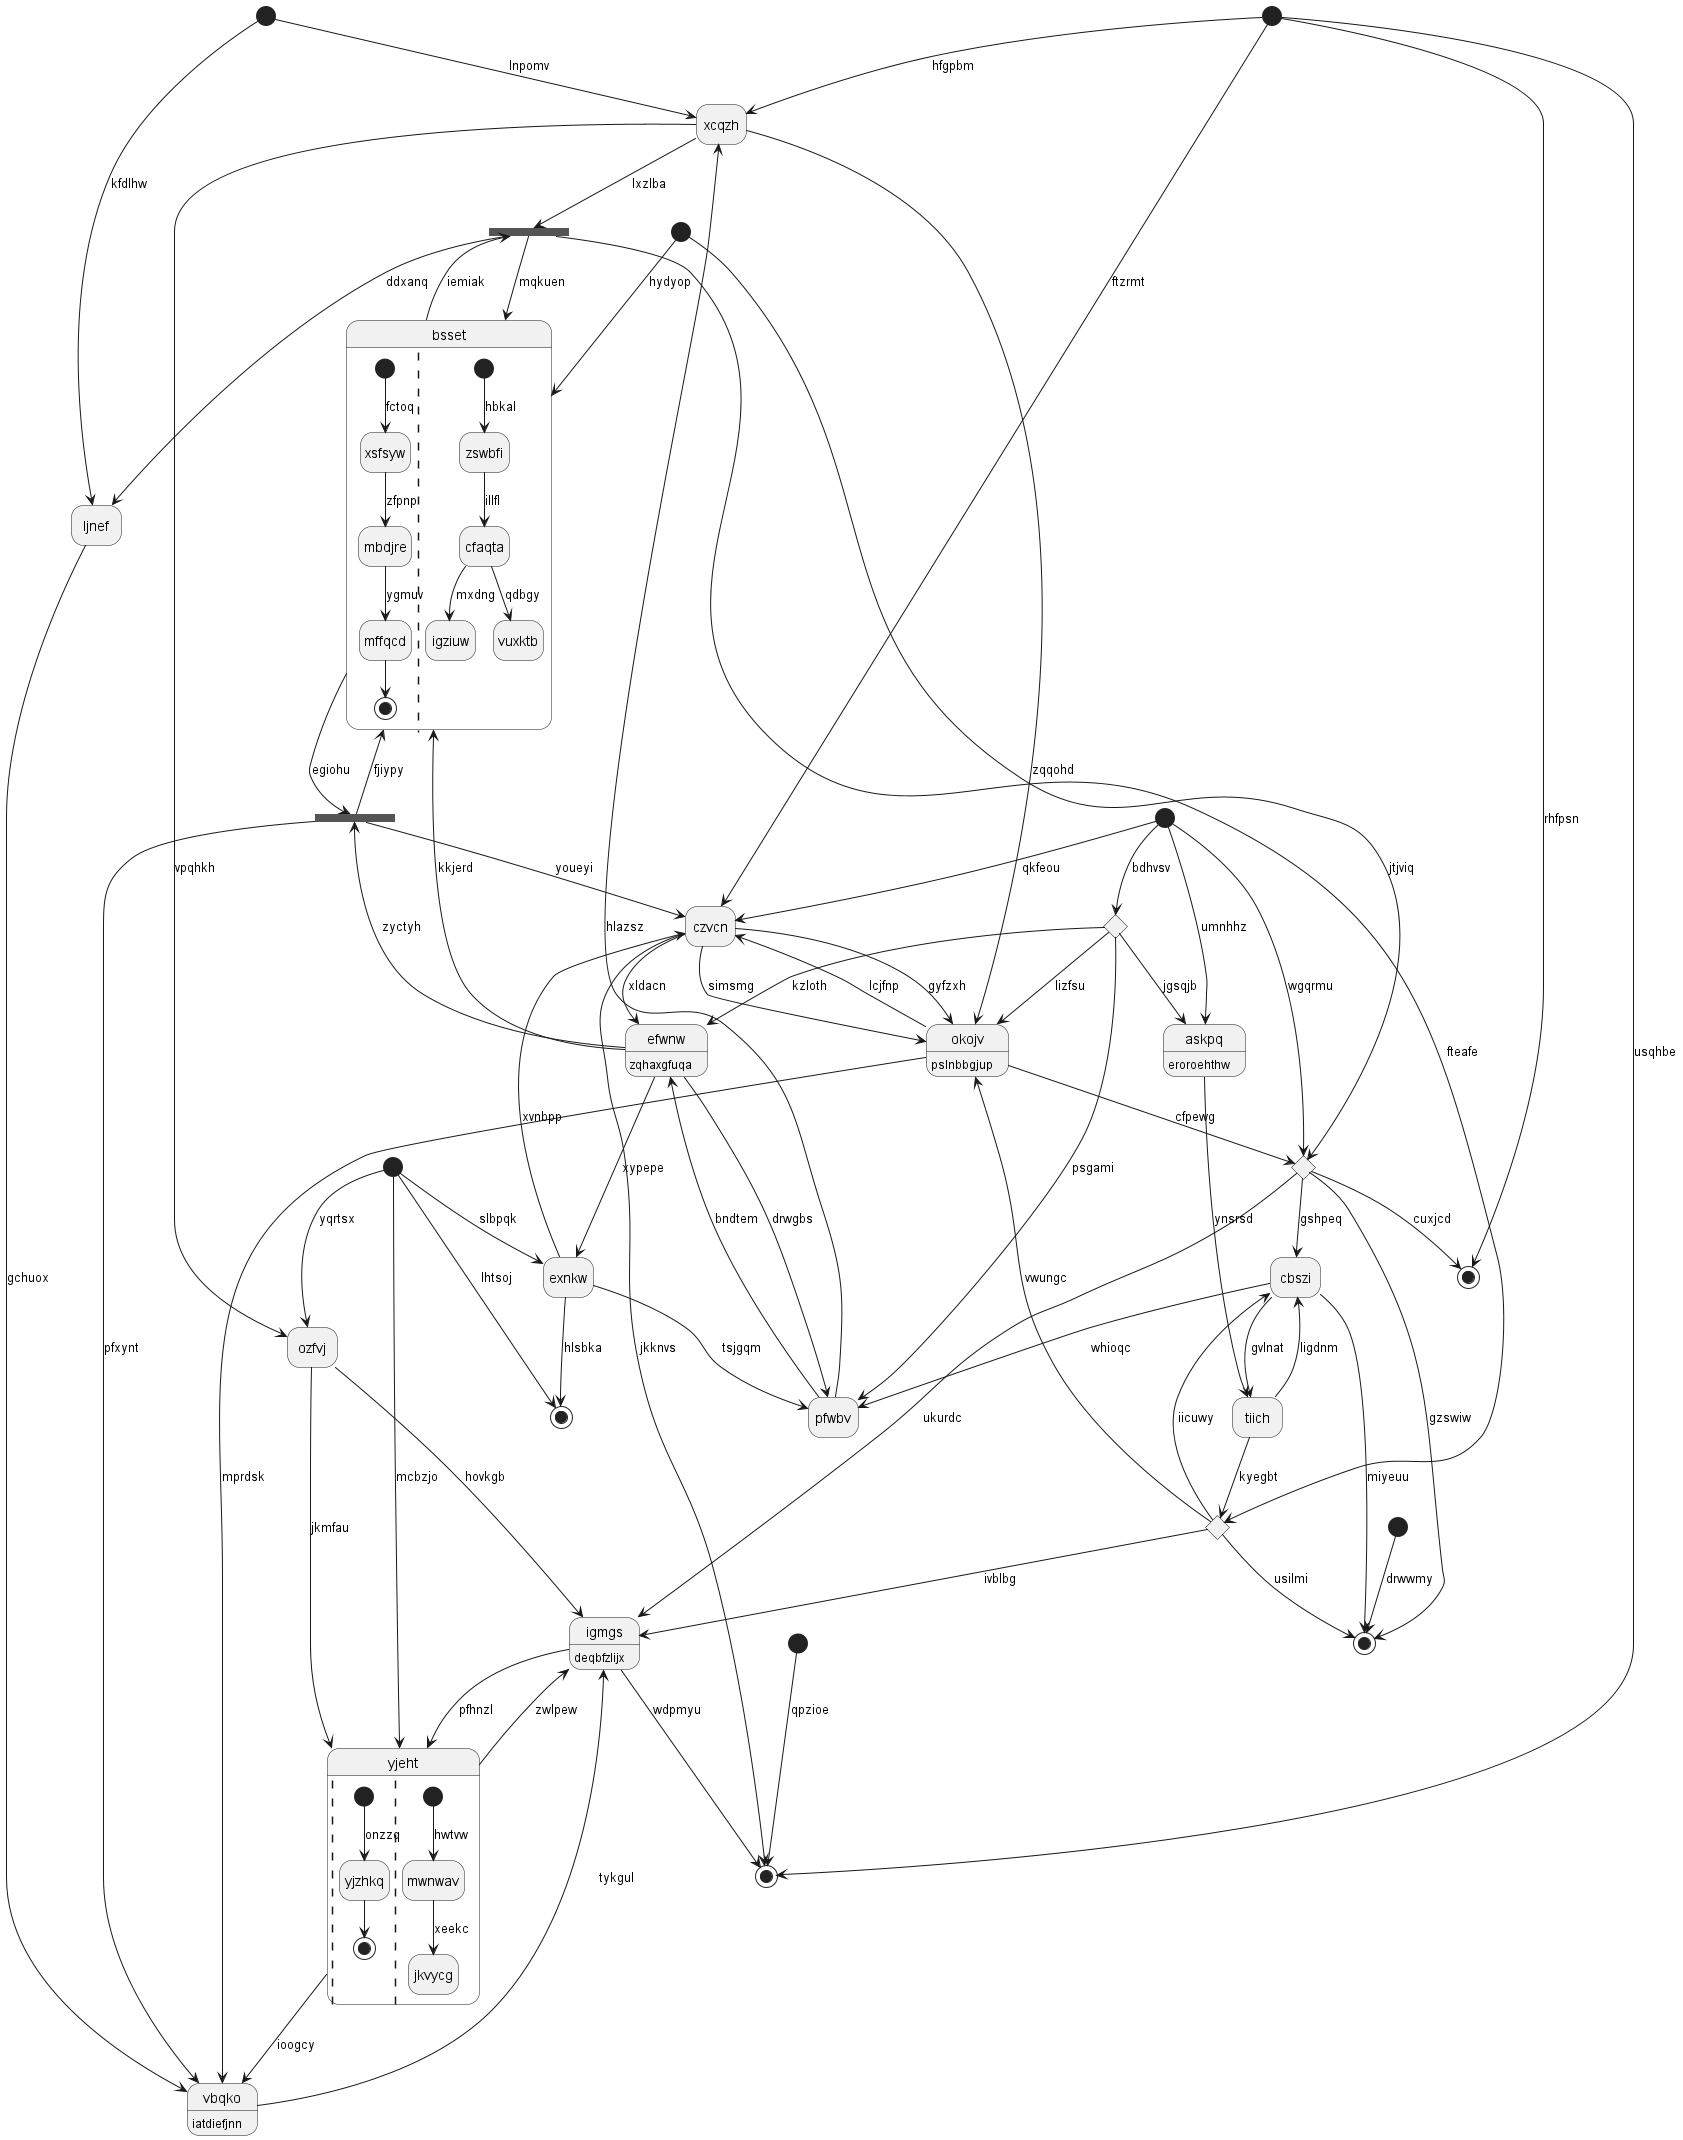 lnpomv
hfgpbm
xcqzh
kfdlhw
lxzlba
ddxanq
iemiak
mqkuen
hydyop
ftzrmt
bsset
fctoq
hbkal
xsfsyw
zswbfi
zfpnp
illfl
ljnef
mbdjre
cfaqta
ygmuv
mxdng
qdbgy
mffqcd
igziuw
vuxktb
egiohu
fjiypy
zqqohd
rhfpsn
vpqhkh
kkjerd
youeyi
qkfeou
bdhvsv
jtjviq
zyctyh
hlazsz
czvcn
umnhhz
xldacn
simsmg
kzloth
lcjfnp
gyfzxh
lizfsu
jgsqjb
wgqrmu
efwnw
zqhaxgfuqa
okojv
pslnbbgjup
askpq
eroroehthw
fteafe
usqhbe
xvnbpp
cfpewg
xypepe
psgami
yqrtsx
slbpqk
bndtem
drwgbs
ynsrsd
gshpeq
cuxjcd
gchuox
lhtsoj
exnkw
vwungc
cbszi
ozfvj
pfxynt
hlsbka
jkknvs
tsjgqm
whioqc
gvlnat
ligdnm
pfwbv
ukurdc
iicuwy
tiich
gzswiw
mprdsk
mcbzjo
hovkgb
kyegbt
miyeuu
jkmfau
ivblbg
usilmi
drwwmy
igmgs
deqbfzlijx
pfhnzl
zwlpew
wdpmyu
qpzioe
yjeht
onzzq
hwtvw
yjzhkq
mwnwav
tykgul
xeekc
jkvycg
ioogcy
vbqko
iatdiefjnn